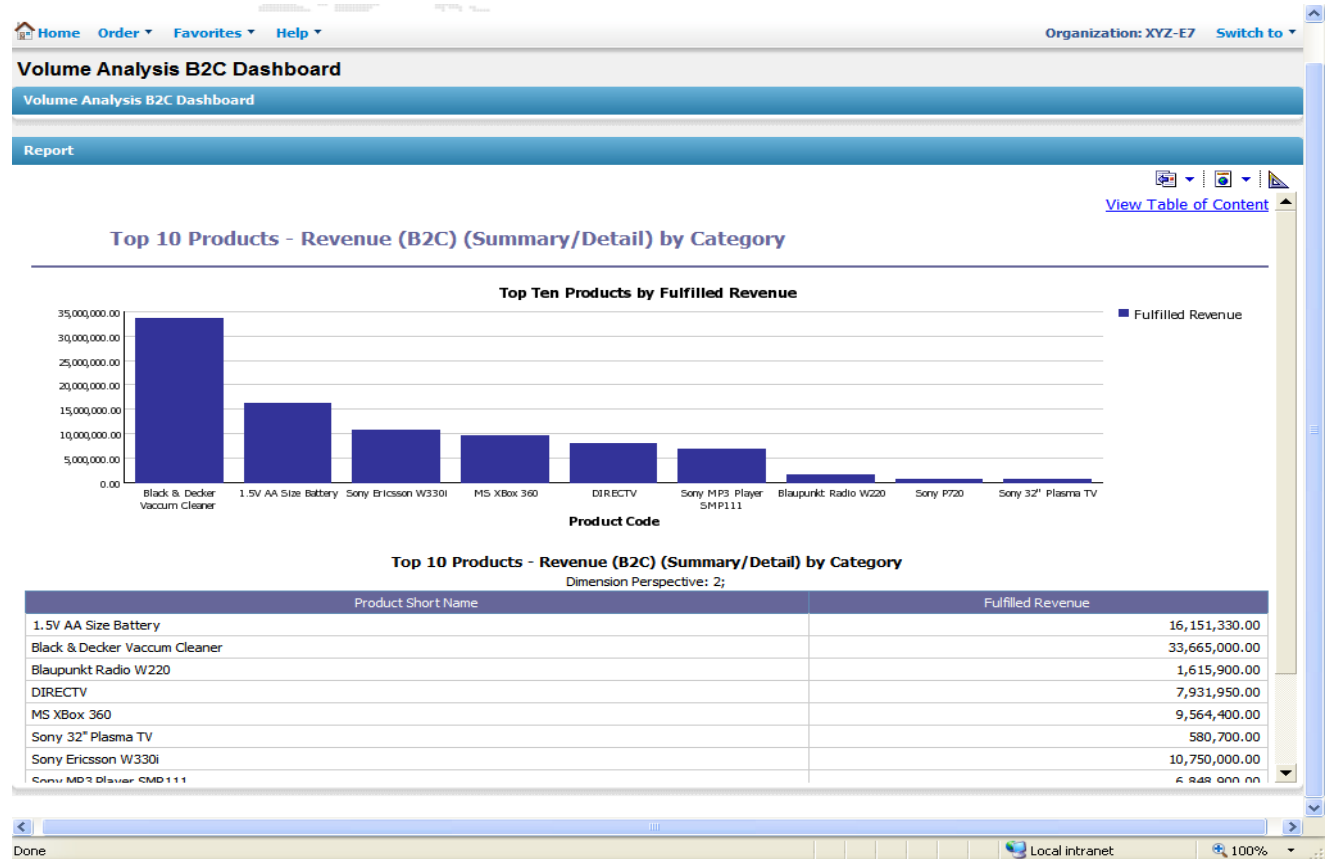 Home Order Favorites Help Organization: XYZ-E7 Switch to
Volume Analysis B2C Dashboard
Volume Analysis B2C Dashboard
Report
View Table of Content
Top 10 Products - Revenue (B2C) (Summary/Detail) by Category
Top Ten Products by Fulfilled Revenue
35,000,000.00
30,000,000.00
25,000,000.00
20,000,000.00
15,000,000.00
10,000,000.00
5,000,000.00
0.00
Fulfilled Revenue
Black & Decker 1.5V AA Size Battery Sony Ericsson W330i MS XBox 360 DIRECTV Sony MP3 Player Blaupunkt Radio W220 Sony P720 Sony 32" Plasma TV
Vaccum Cleaner SMP111
Product Code
Top 10 Products - Revenue (B2C) (Summary/Detail) by Category
Dimension Perspective: 2;
Product Short Name Fulfilled Revenue
1.5V AA Size Battery 16,151,330.00
Black & Decker Vaccum Cleaner 33,665,000.00
Blaupunkt Radio W220 1,615,900.00
DIRECTV 7,931,950.00
MS XBox 360 9,564,400.00
Sony 32" Plasma TV 580,700.00
Sony Ericsson W330i 10,750,000.00
Sony MP3 Player SMP111 6,848,900.00
Done Local intranet 100%